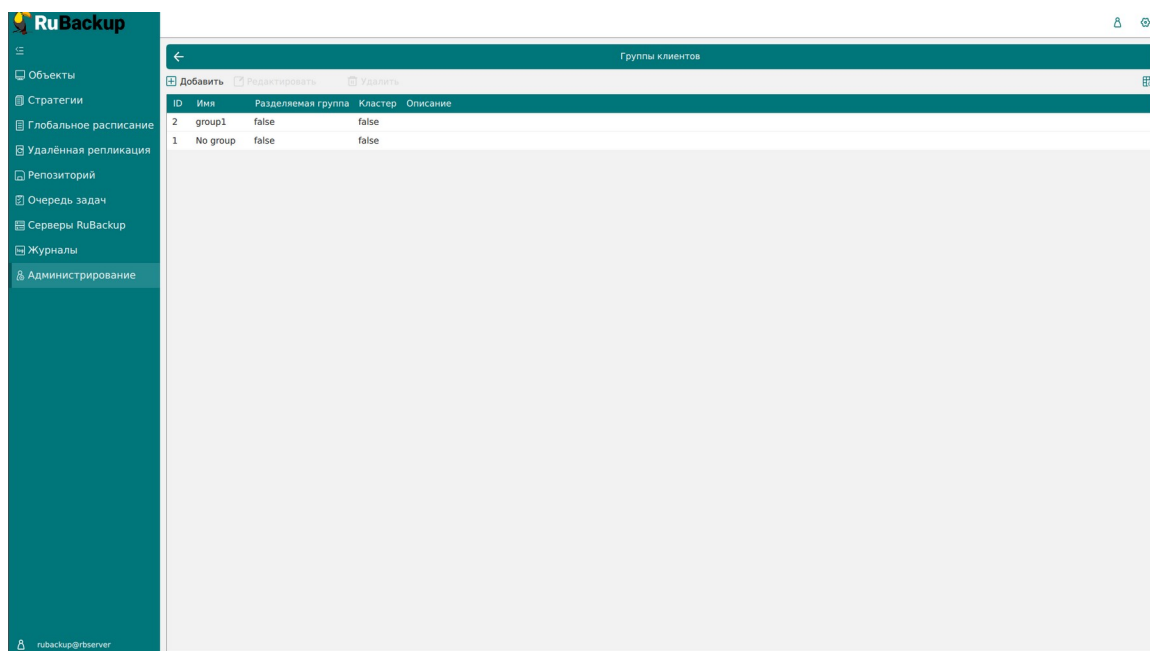 RuBackup
Группы клиентов
Объекты
Добавить Редактировать Удалить
Стратегии
ID Имя Разделяемая группа Кластер Описание
Глобальное расписание
2 group1 false false
1 No group false false
Удалённая репликация
Репозиторий
Очередь задач
Серверы RuBackup
Журналы
Администрирование
rubackup@rbserver